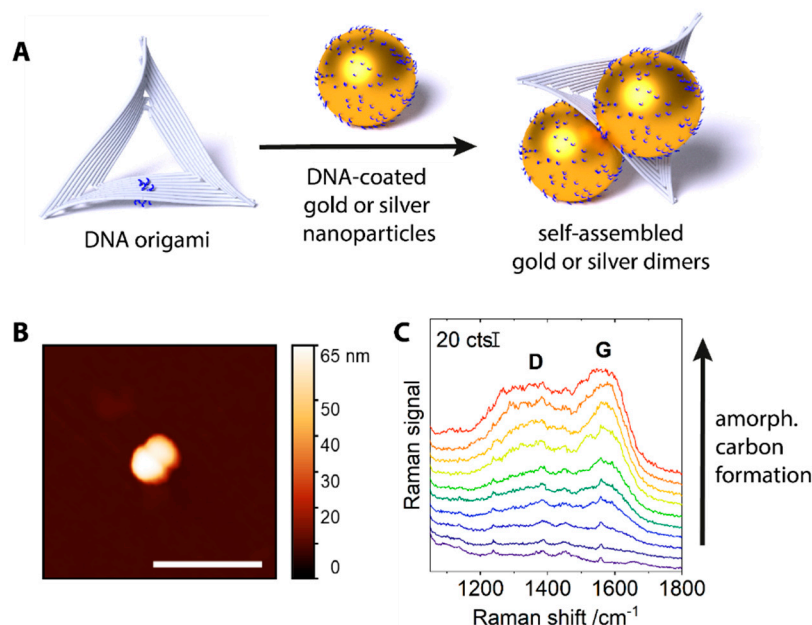 A
DNA origami
DNA-coated
gold or silver
nanoparticles
self-assembled
gold or silver dimers
B
65 nm
50
40
30
20
10
0
C
20 cts
D
G
Raman signal
1200
1400
1600
1800
Raman shift /cm⁻¹
amorph.
carbon
formation